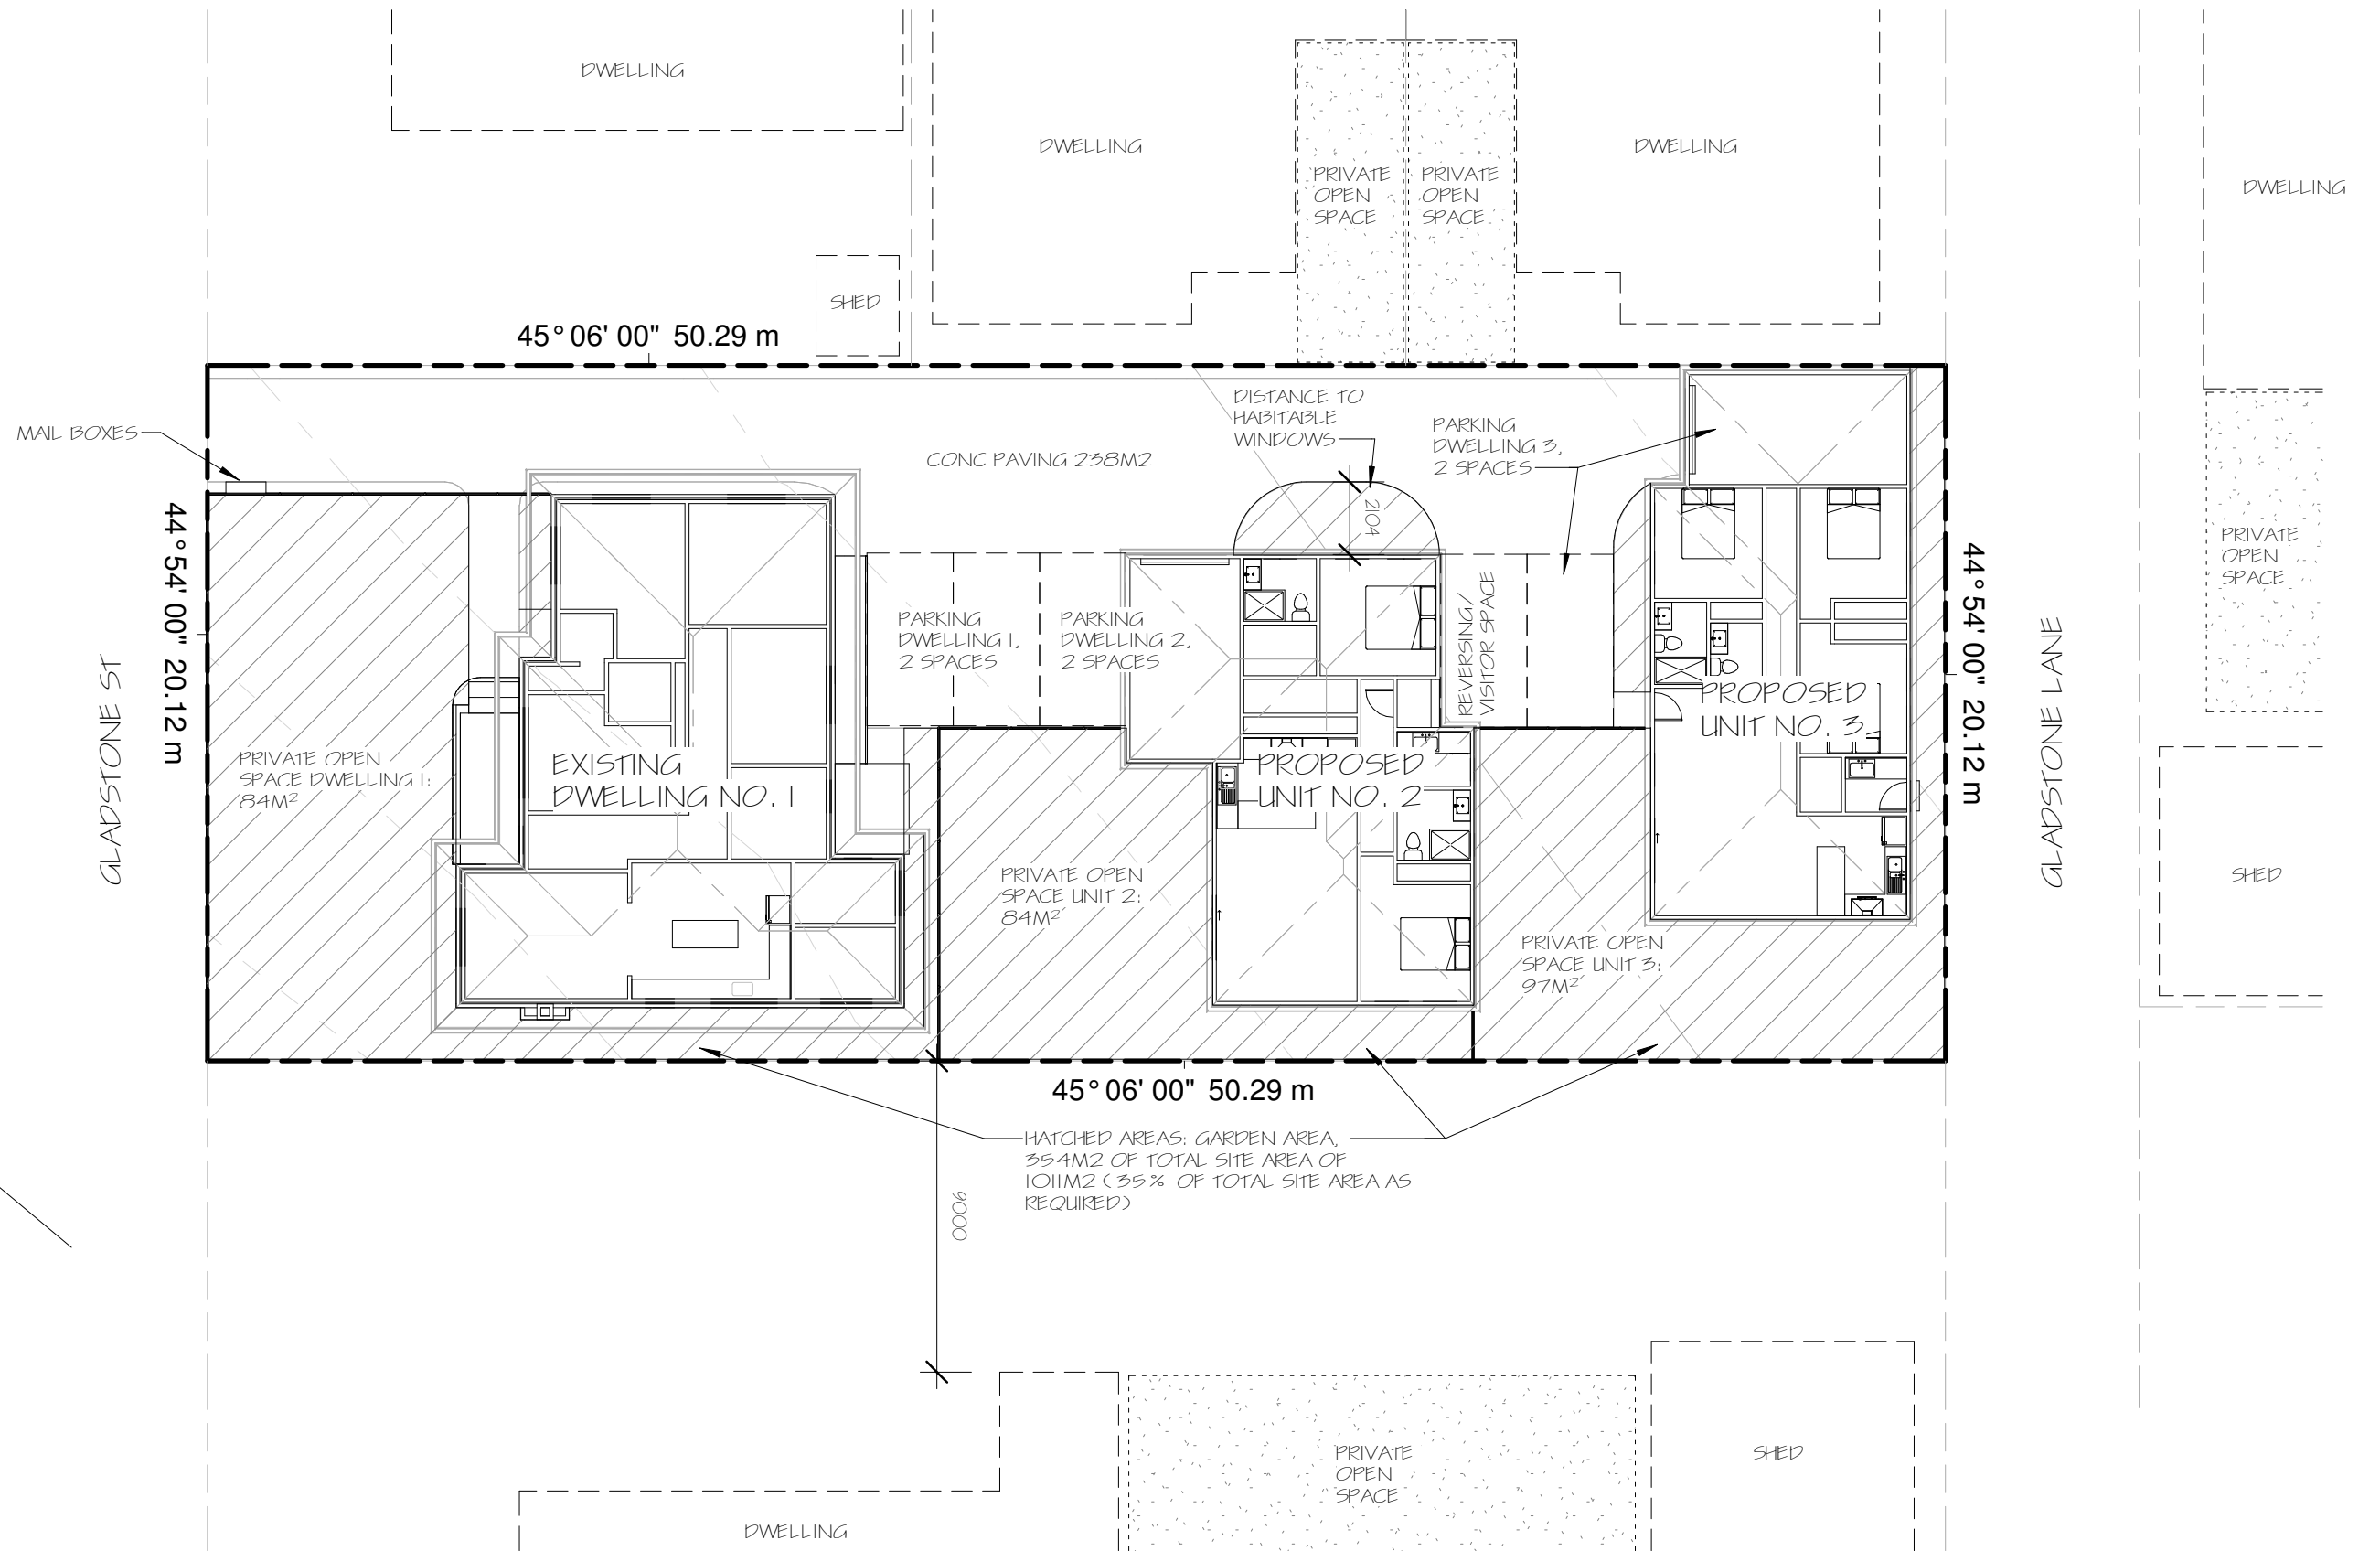 DWELLING
DWELLING
PRIVATE
OPEN
SPACE
PRIVATE
OPEN
SPACE
DWELLING
DWELLING
SHED
45° 06' 00" 50.29 m
MAIL BOXES
CONC PAVING 238M2
DISTANCE TO
HABITABLE
WINDOWS
2104
PARKING
DWELLING 3,
2 SPACES
44° 54' 00" 20.12 m
GLADSTONE ST
PRIVATE OPEN
SPACE DWELLING 1:
84M²
EXISTING
DWELLING NO. 1
PARKING
DWELLING 1,
2 SPACES
PARKING
DWELLING 2,
2 SPACES
PROPOSED
UNIT NO. 2
REVERSING/
VISITOR SPACE
PROPOSED
UNIT NO. 3
44° 54' 00" 20.12 m
GLADSTONE LANE
PRIVATE
OPEN
SPACE
PRIVATE OPEN
SPACE UNIT 2:
84M²
PRIVATE OPEN
SPACE UNIT 3:
97M²
SHED
45° 06' 00" 50.29 m
HATCHED AREAS: GARDEN AREA,
354M2 OF TOTAL SITE AREA OF
1011M2 (35% OF TOTAL SITE AREA AS
REQUIRED)
9000
PRIVATE
OPEN
SPACE
SHED
DWELLING